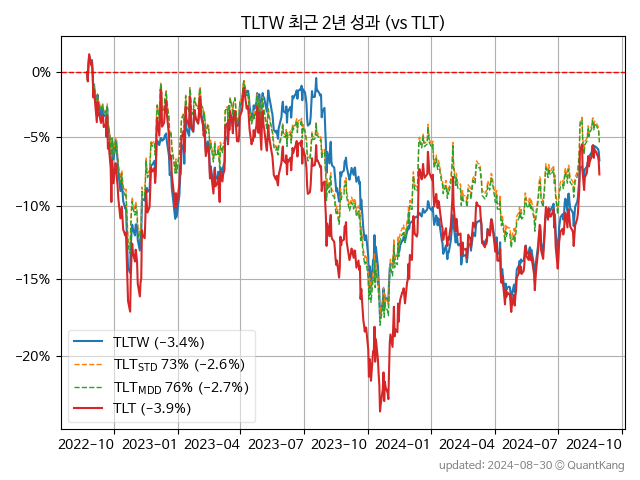 TLTW 최근 2년 성과 (vs TLT)
0%
−5%
−10%
−15%
−20%
TLTW (−3.4%)
TLT_STD 73% (−2.6%)
TLT_MDD 76% (−2.7%)
TLT (−3.9%)
2022-10 2023-01 2023-04 2023-07 2023-10 2024-01 2024-04 2024-07 2024-10
updated: 2024-08-30 © QuantKang